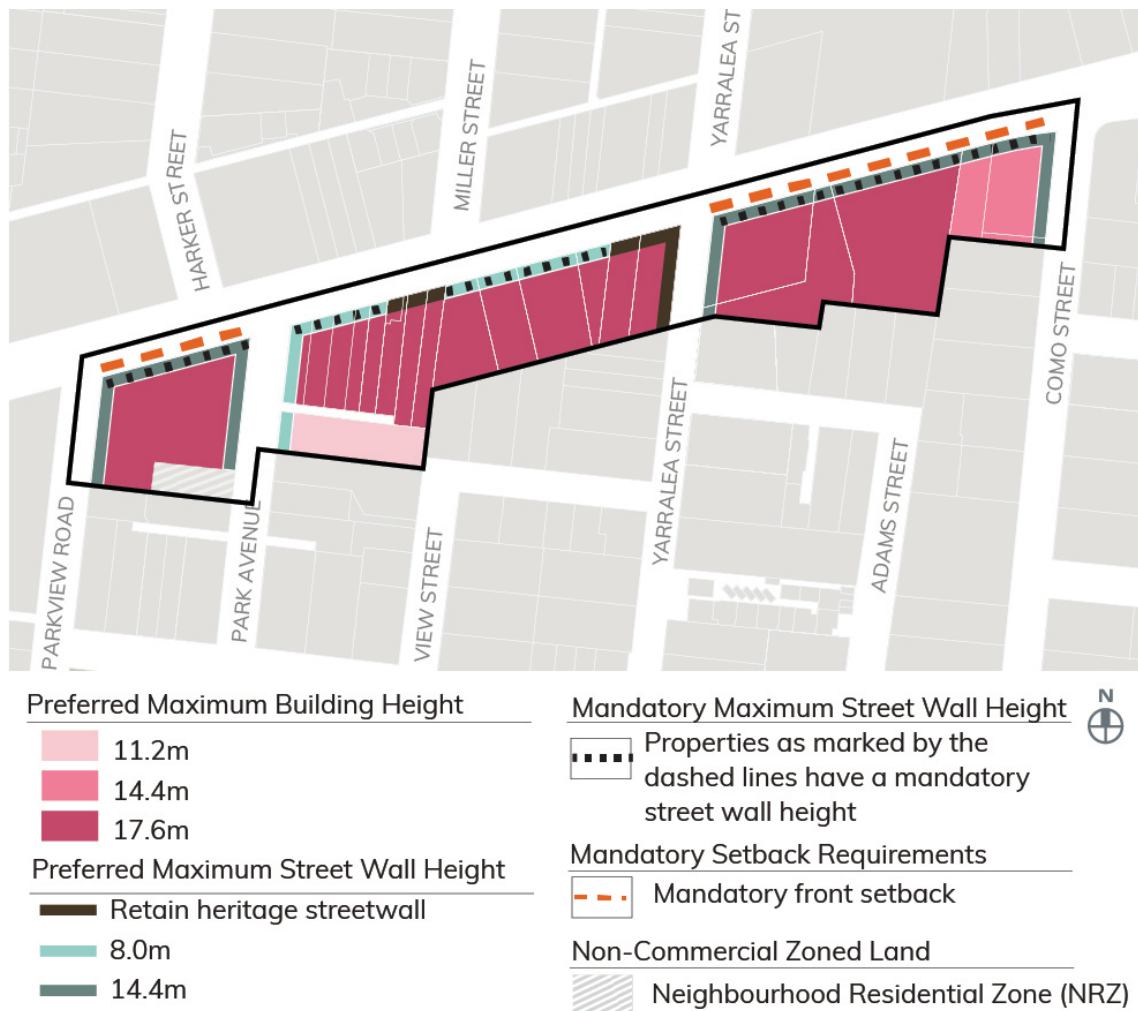 HARKER STREET
MILLER STREET
YARRALEA ST
PARKVIEW ROAD
PARK AVENUE
VIEW STREET
YARRALEA STREET
ADAMS STREET
COMO STREET
Preferred Maximum Building Height
11.2m
14.4m
17.6m
Preferred Maximum Street Wall Height
Retain heritage streetwall
8.0m
14.4m
Mandatory Maximum Street Wall Height
Properties as marked by the
dashed lines have a mandatory
street wall height
Mandatory Setback Requirements
Mandatory front setback
Non-Commercial Zoned Land
Neighbourhood Residential Zone (NRZ)
N